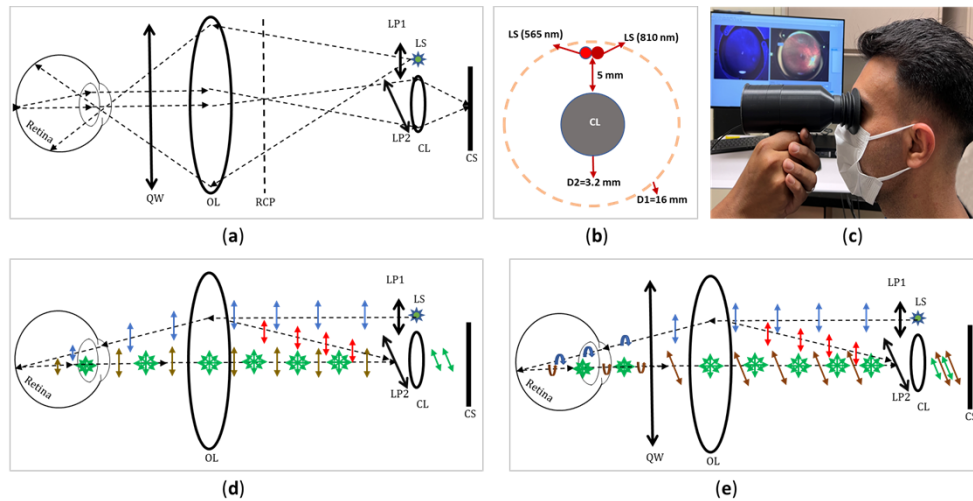 LP1
LS
Retina
LP2
CL
QW
OL
RCP
CS
(a)
LS (565 nm)
LS (810 nm)
5 mm
CL
D2=3.2 mm
D1=16 mm
(b)
(c)
LP1
LS
Retina
LP2
CL
CS
OL
(d)
LP1
LS
Retina
LP2
CL
CS
QW
OL
(e)